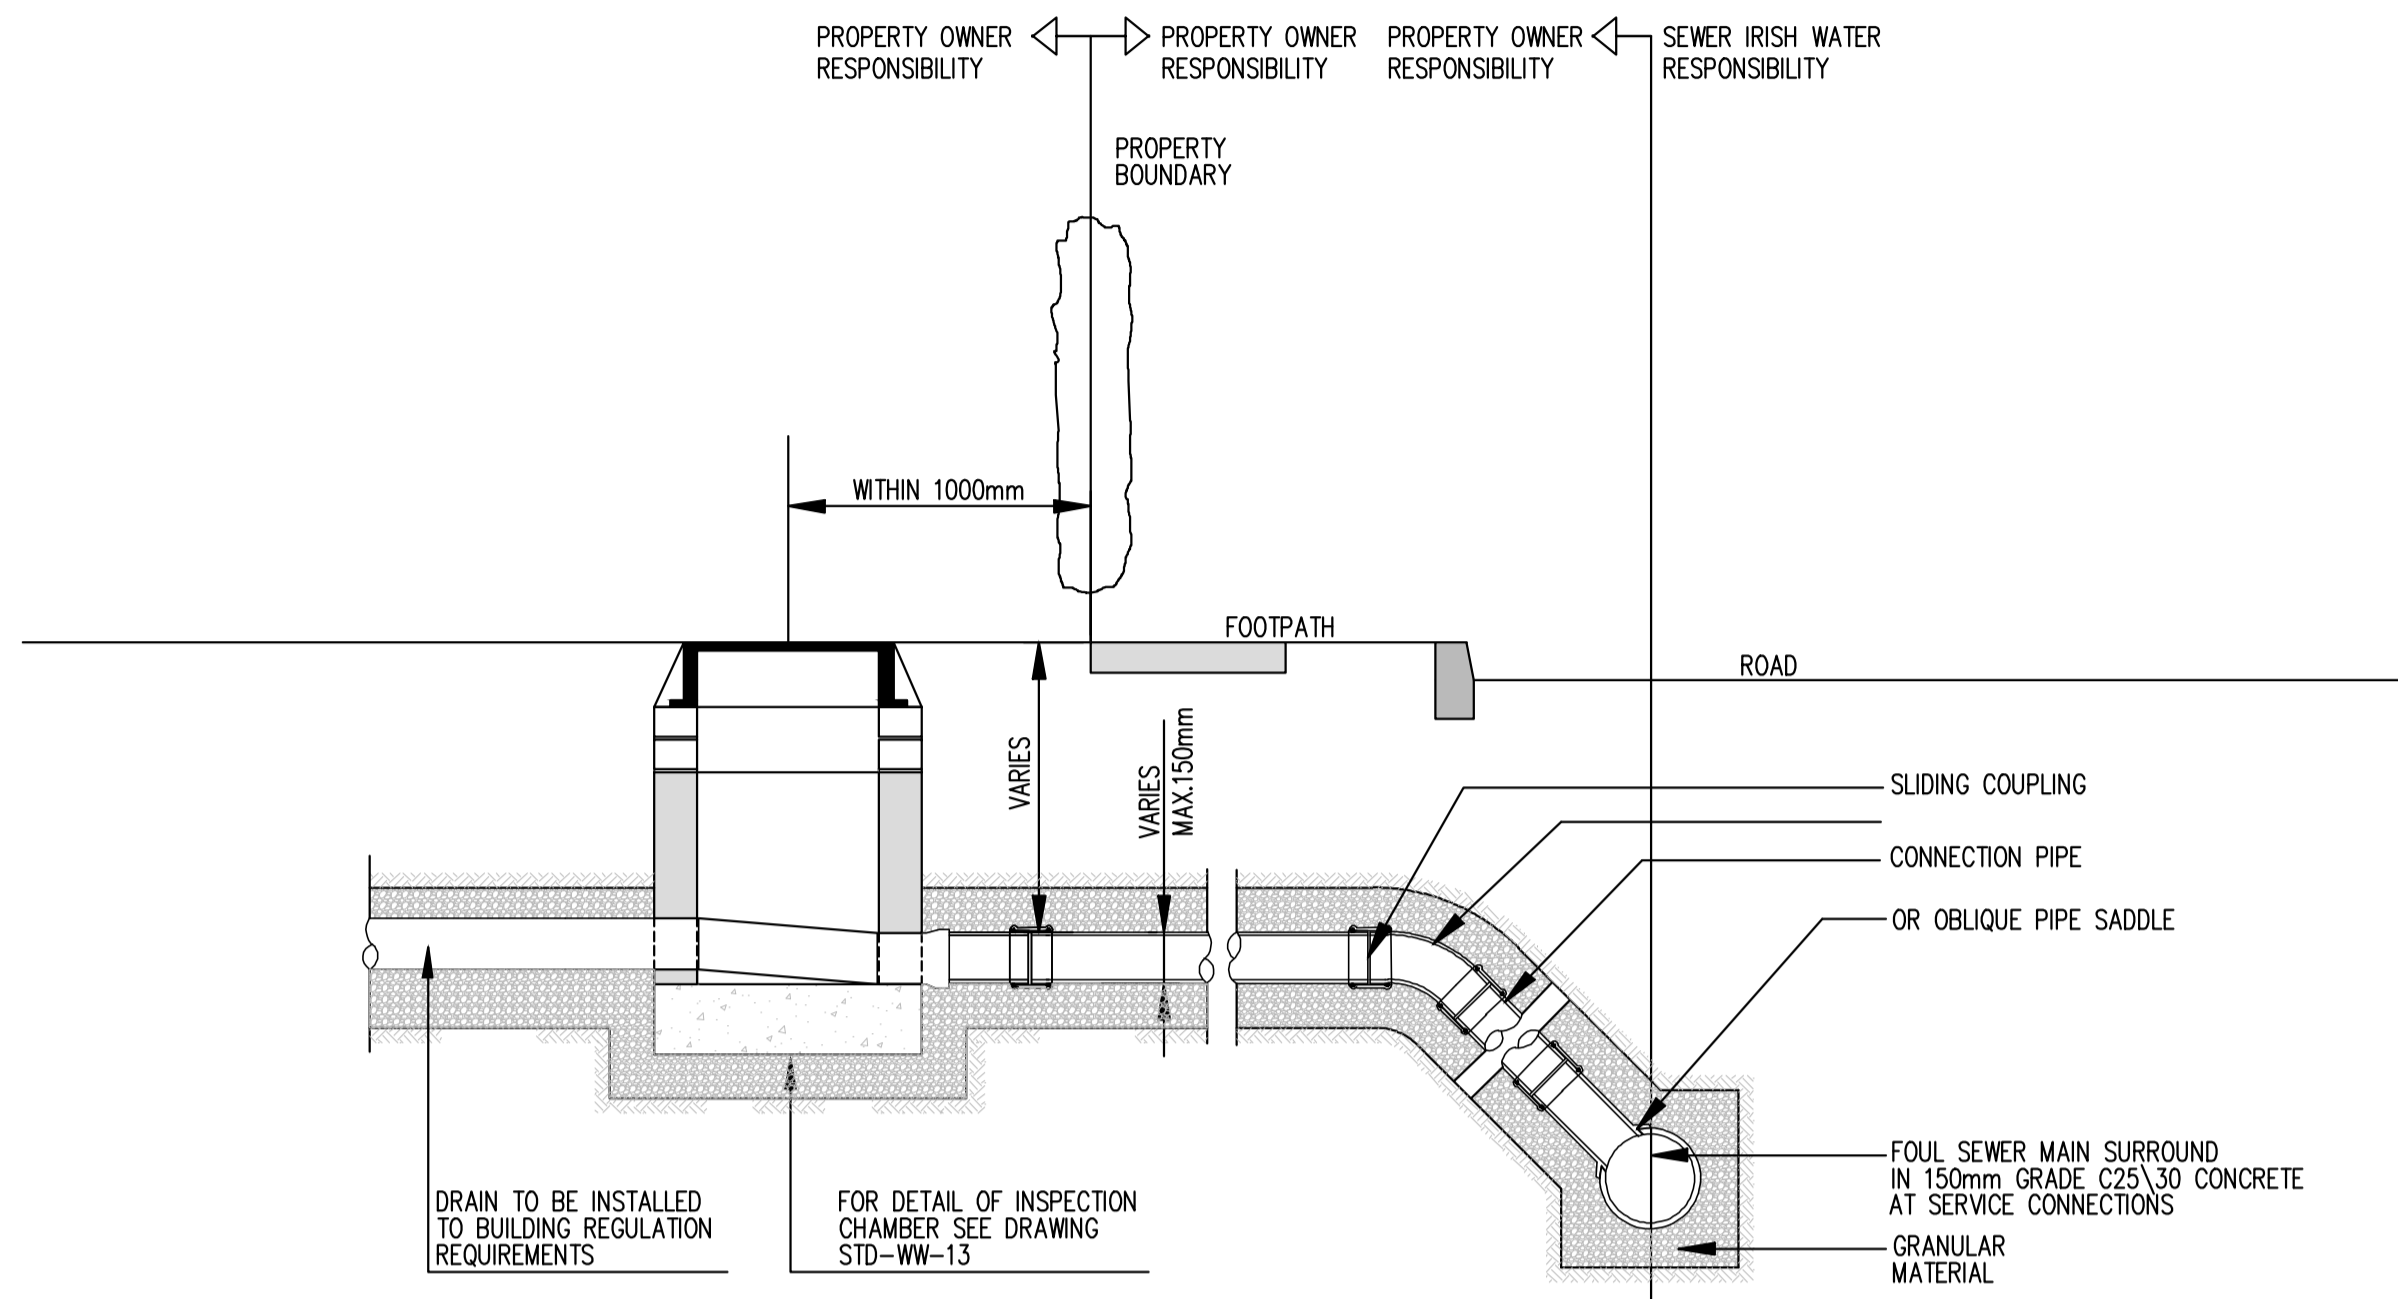 PROPERTY OWNER
RESPONSIBILITY
PROPERTY OWNER
RESPONSIBILITY
PROPERTY OWNER
RESPONSIBILITY
SEWER IRISH WATER
RESPONSIBILITY
PROPERTY
BOUNDARY
WITHIN 1000mm
FOOTPATH
ROAD
VARIES
VARIES
MAX.150mm
SLIDING COUPLING
CONNECTION PIPE
OR OBLIQUE PIPE SADDLE
FOUL SEWER MAIN SURROUND
IN 150mm GRADE C25\30 CONCRETE
AT SERVICE CONNECTIONS
GRANULAR
MATERIAL
DRAIN TO BE INSTALLED
TO BUILDING REGULATION
REQUIREMENTS
FOR DETAIL OF INSPECTION
CHAMBER SEE DRAWING
STD-WW-13